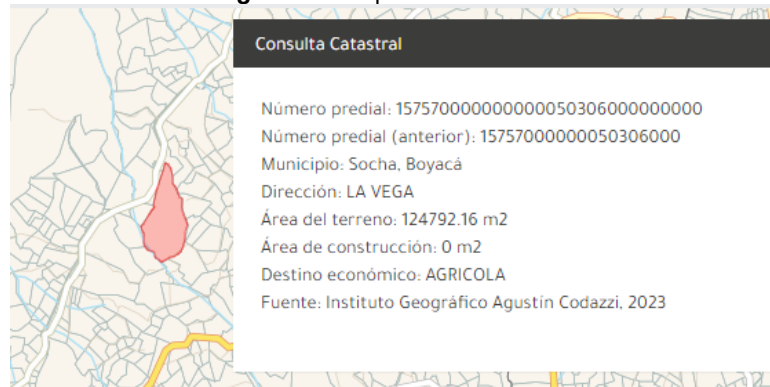 Consulta Catastral
Número predial: 157570000000000050306000000000
Número predial (anterior): 15757000000050306000
Municipio: Socha, Boyacá
Dirección: LA VEGA
Área del terreno: 124792.16 m2
Área de construcción: 0 m2
Destino económico: AGRICOLA
Fuente: Instituto Geográfico Agustín Codazzi, 2023